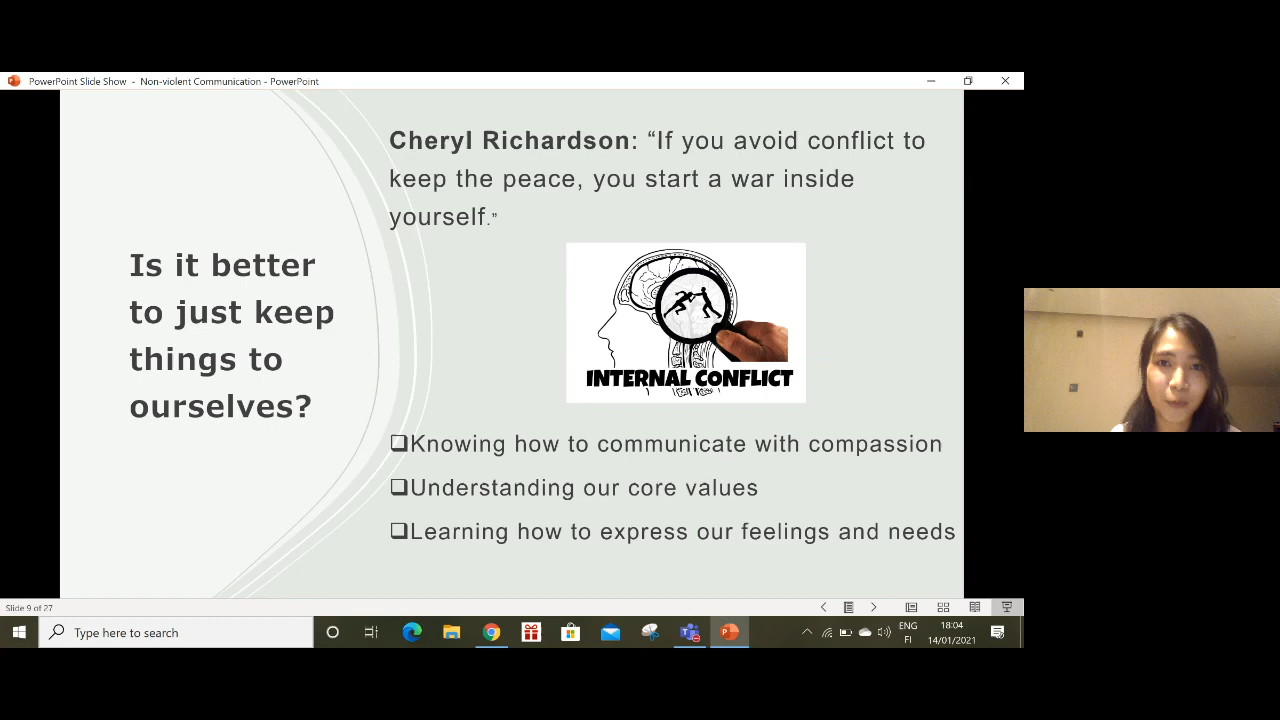 PowerPoint Slide Show - Non-violent Communication - PowerPoint
Cheryl Richardson: “If you avoid conflict to
keep the peace, you start a war inside
yourself.”
Is it better
to just keep
things to
ourselves?
INTERNAL CONFLICT
❑Knowing how to communicate with compassion
❑Understanding our core values
❑Learning how to express our feelings and needs
Slide 9 of 27
Type here to search
ENG
FI
18:04
14/01/2021